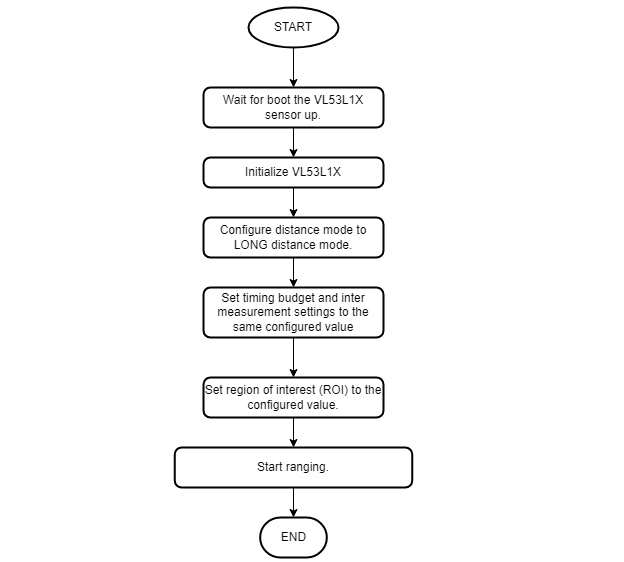 START
Wait for boot the VL53L1X
sensor up.
Initialize VL53L1X
Configure distance mode to
LONG distance mode.
Set timing budget and inter
measurement settings to the
same configured value
Set region of interest (ROI) to the
configured value.
Start ranging.
END